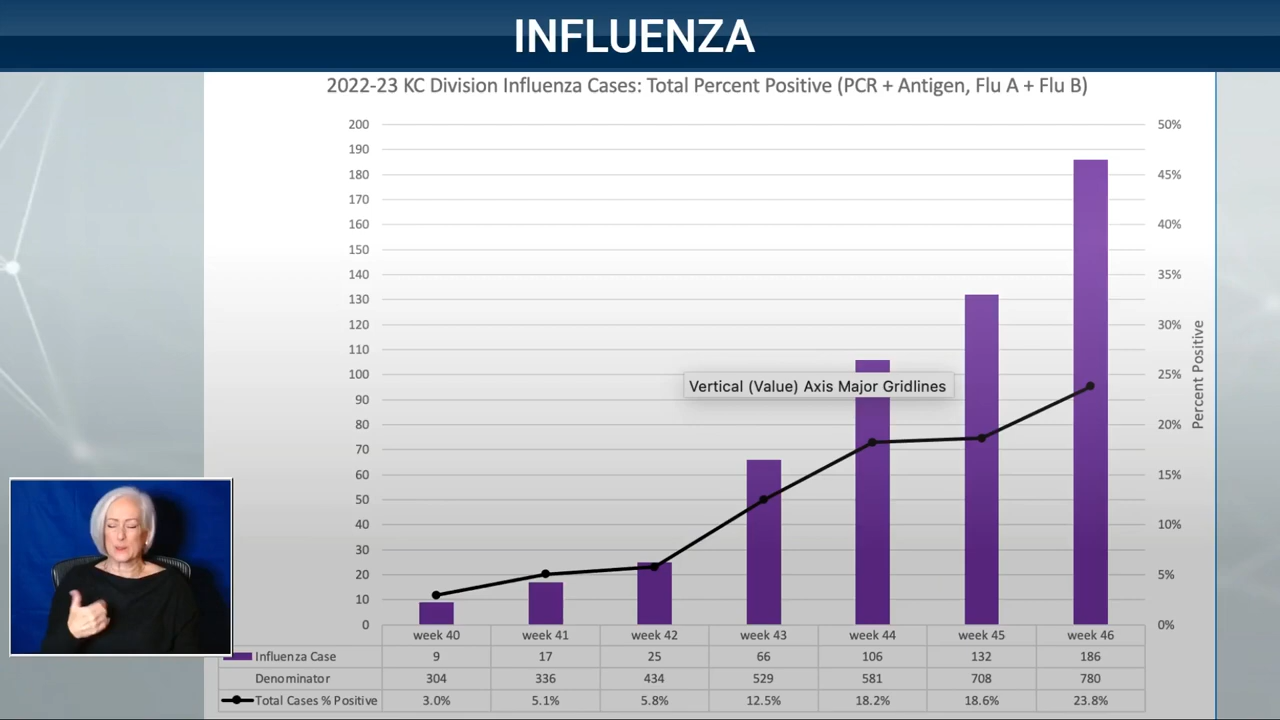 INFLUENZA
2022-23 KC Division Influenza Cases: Total Percent Positive (PCR + Antigen, Flu A + Flu B)
200 50%
190
180 45%
170
160 40%
150
140 35%
130
120 30%
110
100 25%
Vertical (Value) Axis Major Gridlines
90
80 20%
70
60 15%
50
40 10%
30
20 5%
10
0 0%
Percent Positive
week 40 week 41 week 42 week 43 week 44 week 45 week 46
Influenza Case 9 17 25 66 106 132 186
Denominator 304 336 434 529 581 708 780
Total Cases % Positive 3.0% 5.1% 5.8% 12.5% 18.2% 18.6% 23.8%